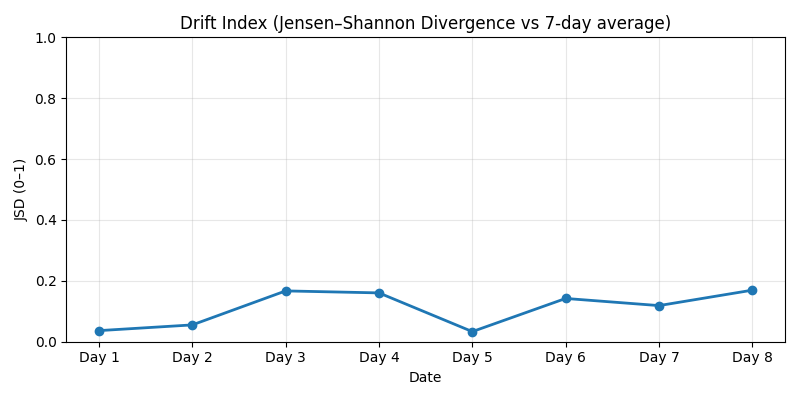 Drift Index (Jensen–Shannon Divergence vs 7-day average)
JSD (0–1)
1.0
0.8
0.6
0.4
0.2
0.0
Day 1 Day 2 Day 3 Day 4 Day 5 Day 6 Day 7 Day 8
Date